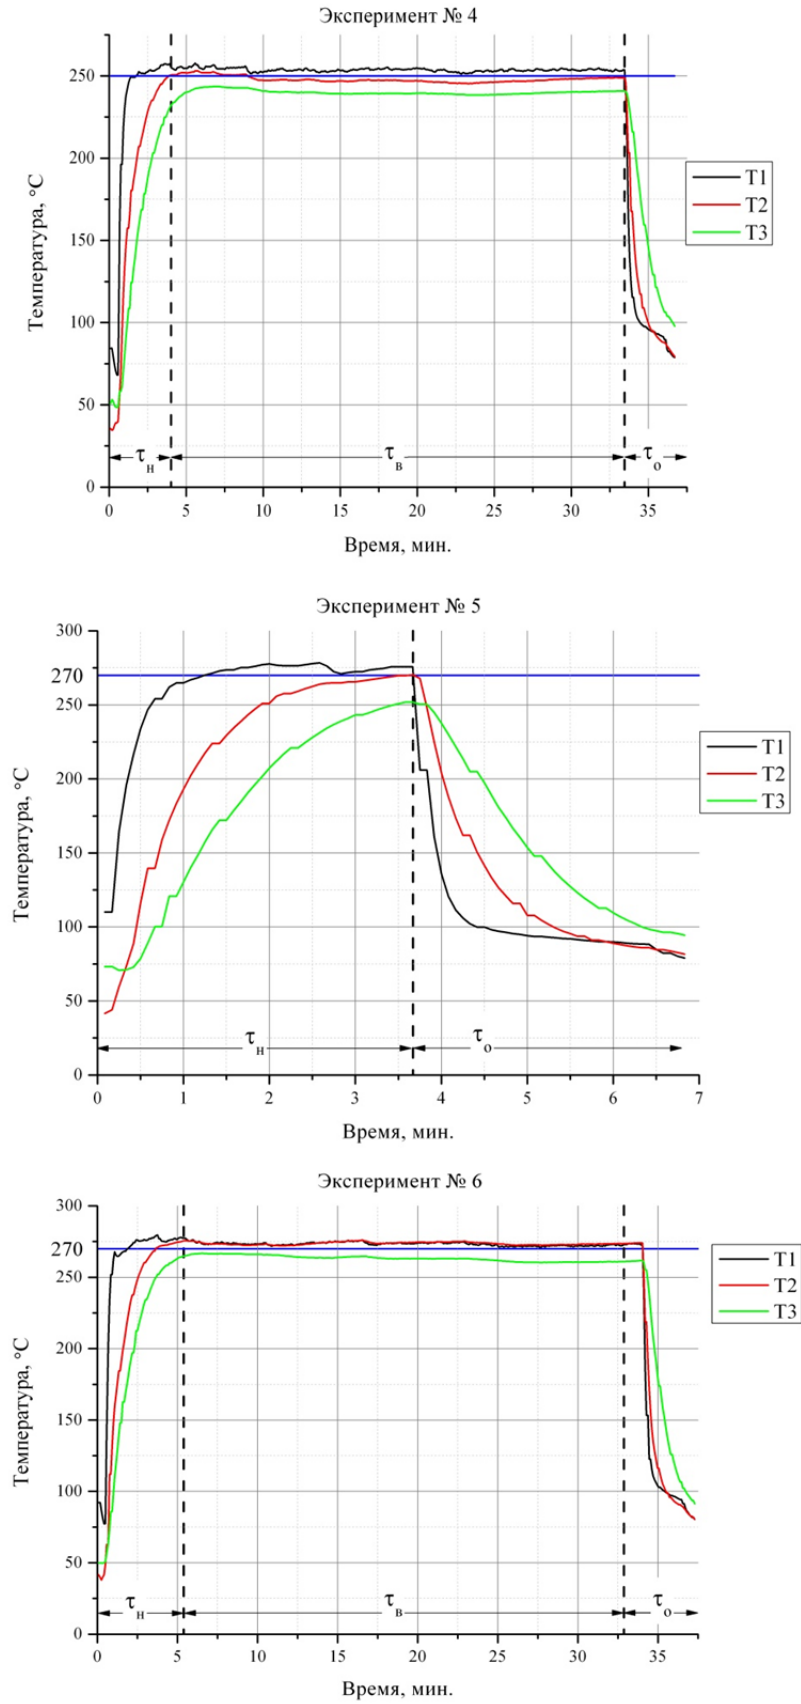 Эксперимент № 4
Температура, °C
250
200
150
100
50
0
T1
T2
T3
τн
τв
τо
0 5 10 15 20 25 30 35
Время, мин.
Эксперимент № 5
Температура, °C
300
270
250
200
150
100
50
0
T1
T2
T3
τн
τо
0 1 2 3 4 5 6 7
Время, мин.
Эксперимент № 6
Температура, °C
300
270
250
200
150
100
50
0
T1
T2
T3
τн
τв
τо
0 5 10 15 20 25 30 35
Время, мин.